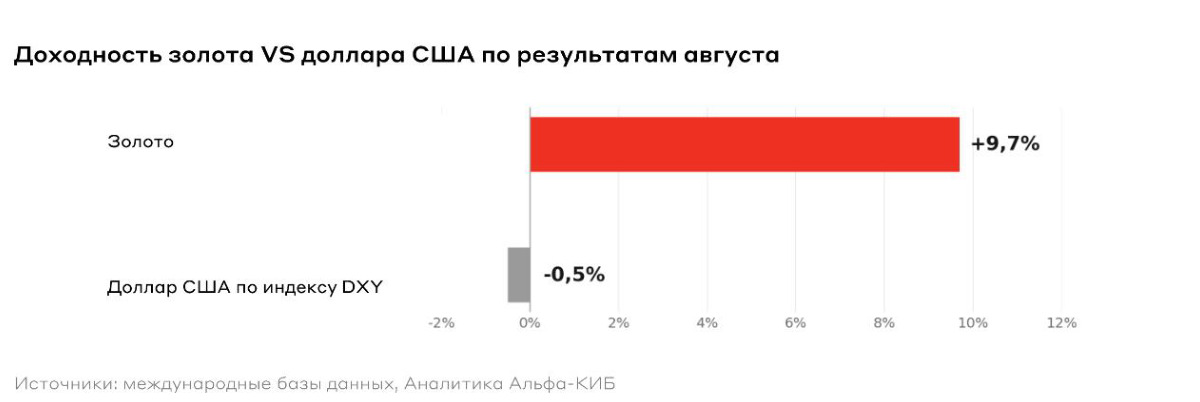 Доходность золота VS доллара США по результатам августа
Золото
+9,7%
Доллар США по индексу DXY
-0,5%
-2% 0% 2% 4% 6% 8% 10% 12%
Источники: международные базы данных, Аналитика Альфа-КИБ